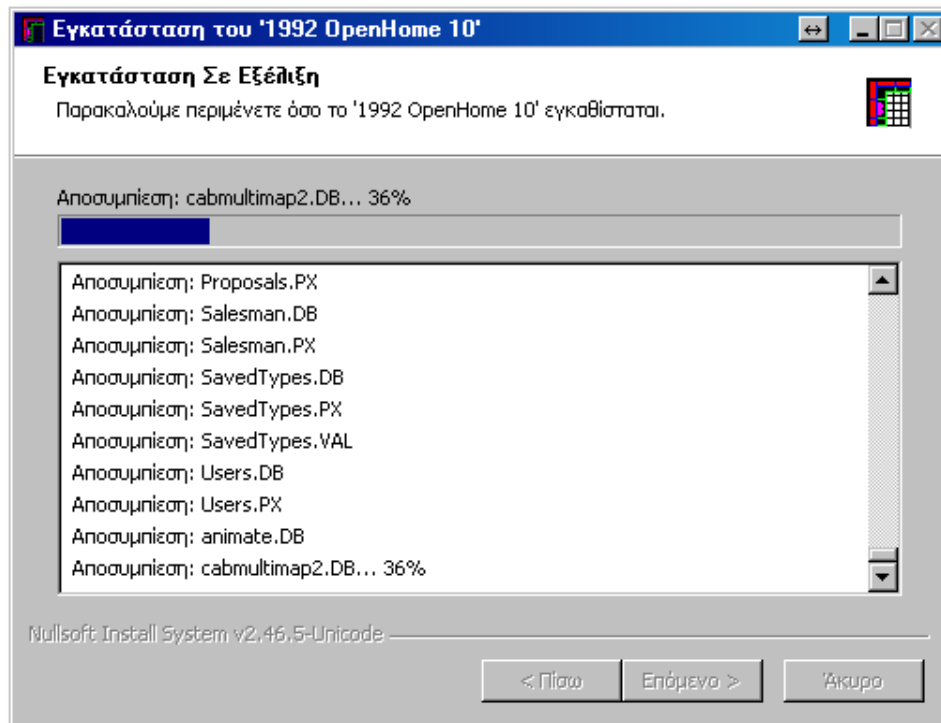 Εγκατάσταση του '1992 OpenHome 10'
Εγκατάσταση Σε Εξέλιξη
Παρακαλούμε περιμένετε όσο το '1992 OpenHome 10' εγκαθίσταται.
Αποσυμπίεση: cabmultimap2.DB... 36%
Αποσυμπίεση: Proposals.PX
Αποσυμπίεση: Salesman.DB
Αποσυμπίεση: Salesman.PX
Αποσυμπίεση: SavedTypes.DB
Αποσυμπίεση: SavedTypes.PX
Αποσυμπίεση: SavedTypes.VAL
Αποσυμπίεση: Users.DB
Αποσυμπίεση: Users.PX
Αποσυμπίεση: animate.DB
Αποσυμπίεση: cabmultimap2.DB... 36%
Nullsoft Install System v2.46.5-Unicode
< Πίσω Επόμενο > Άκυρο